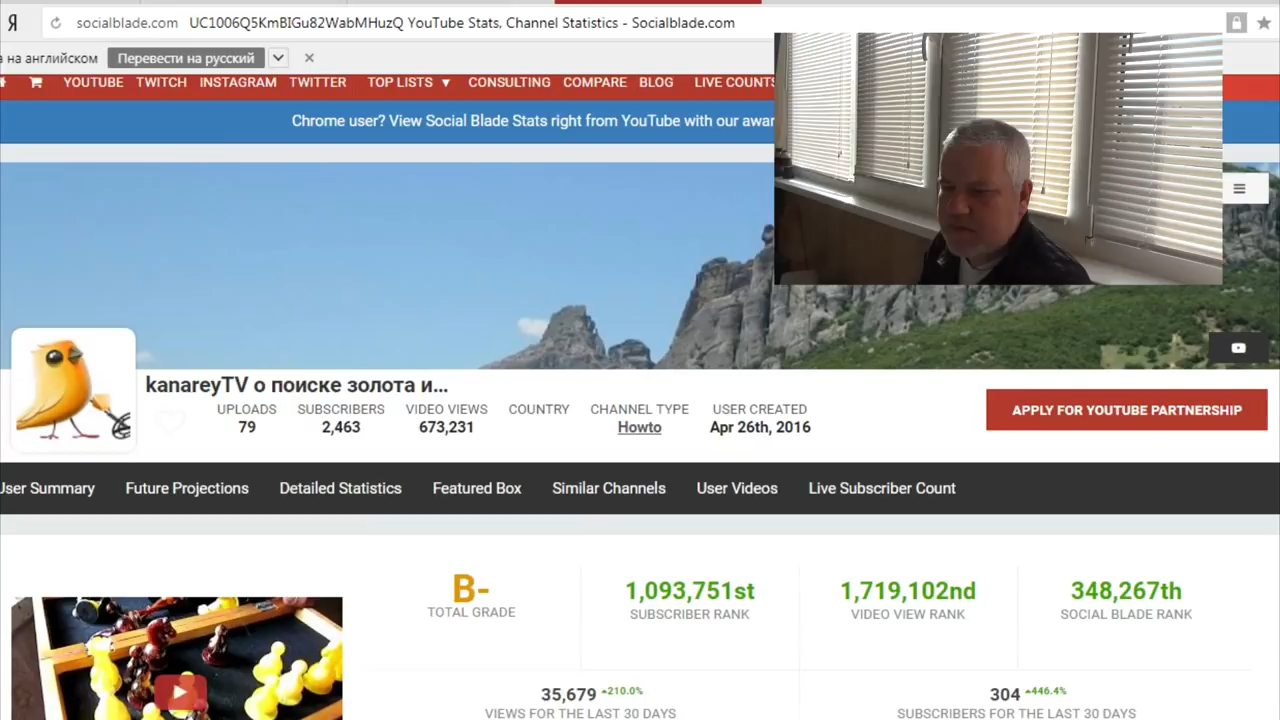 Я socialblade.com UC1006Q5KmBIGu82WabMHuzQ YouTube Stats, Channel Statistics - Socialblade.com
а на английском Перевести на русский
YOUTUBE TWITCH INSTAGRAM TWITTER TOP LISTS CONSULTING COMPARE BLOG LIVE COUNTS
Chrome user? View Social Blade Stats right from YouTube with our awar
kanareyTV о поиске золота и...
UPLOADS SUBSCRIBERS VIDEO VIEWS COUNTRY CHANNEL TYPE USER CREATED
79 2,463 673,231 Howto Apr 26th, 2016
APPLY FOR YOUTUBE PARTNERSHIP
User Summary Future Projections Detailed Statistics Featured Box Similar Channels User Videos Live Subscriber Count
B- 1,093,751st 1,719,102nd 348,267th
TOTAL GRADE SUBSCRIBER RANK VIDEO VIEW RANK SOCIAL BLADE RANK
35,679 210.0% 304 446.4%
VIEWS FOR THE LAST 30 DAYS SUBSCRIBERS FOR THE LAST 30 DAYS